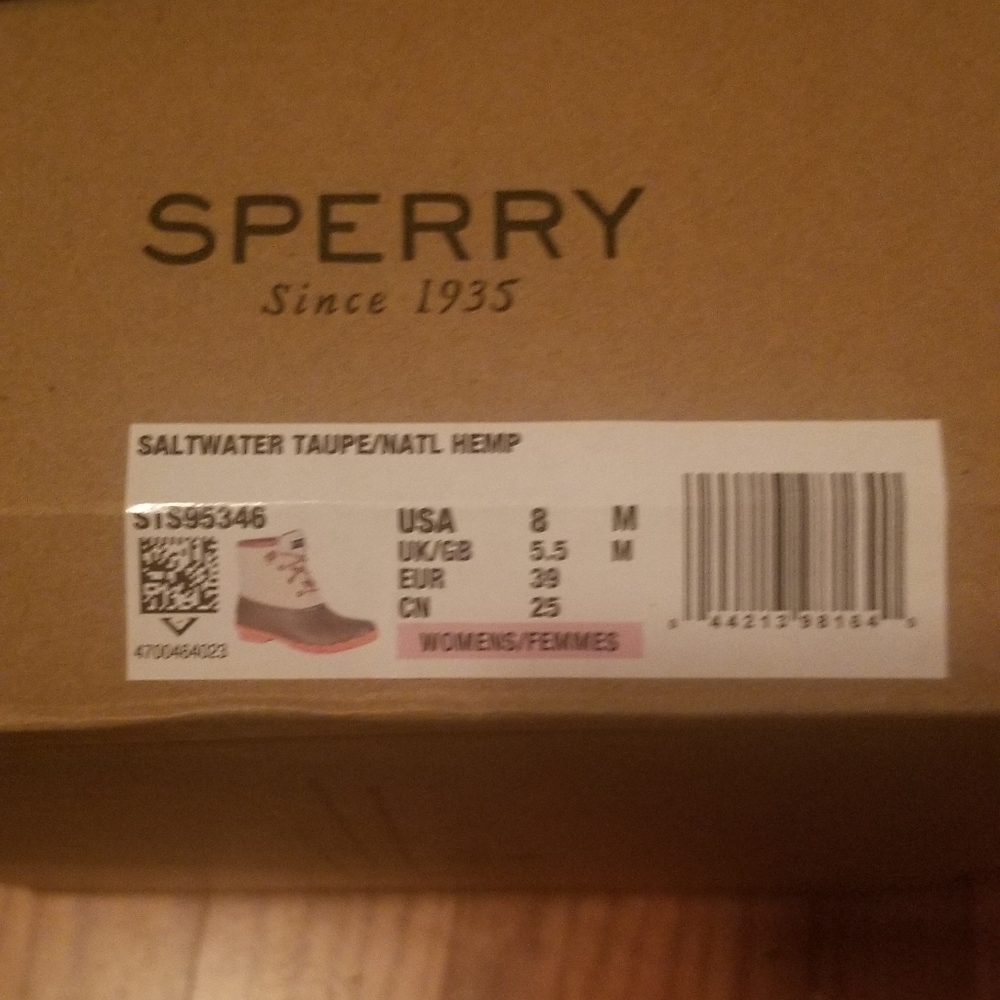 SPERRY
Since 1935
SALTWATER TAUPE/NATL HEMP
STS95346
USA 8 M
UK/GB 5.5 M
EUR 39
CN 25
WOMENS/FEMMES
4700464023
44213 98164